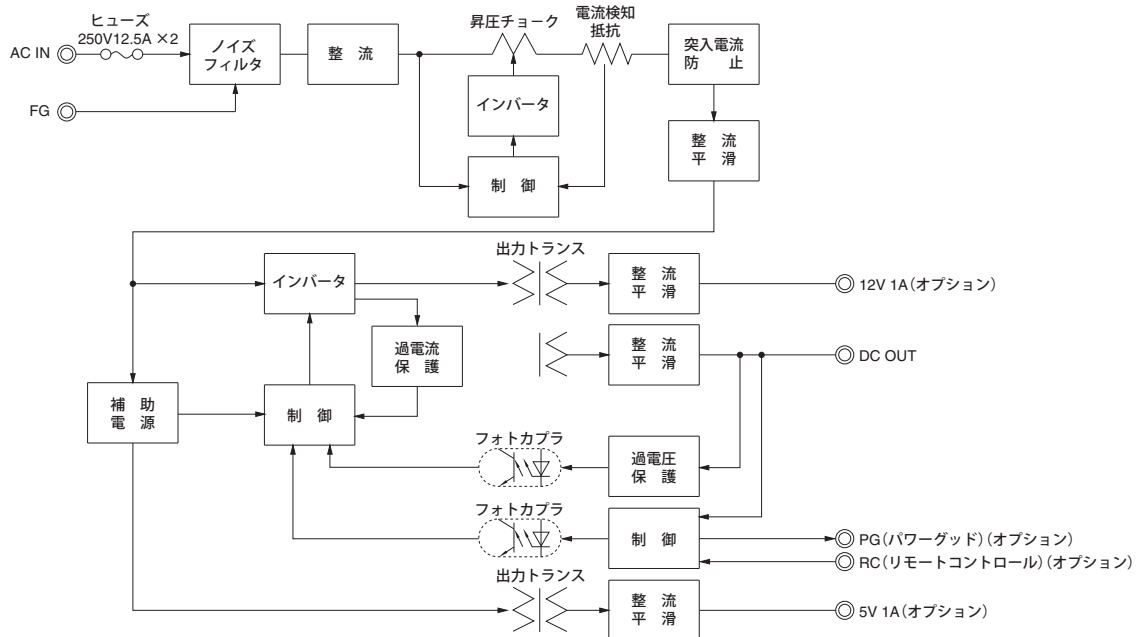 ヒューズ
250V12.5A ×2
AC IN
FG
ノイズ
フィルタ
整 流
昇圧チョーク
電流検知
抵抗
突入電流
防 止
インバータ
制 御
整 流
平 滑
インバータ
出力トランス
整 流
平 滑
12V 1A(オプション)
過電流
保 護
整 流
平 滑
DC OUT
補 助
電 源
制 御
フォトカプラ
過電圧
保 護
フォトカプラ
制 御
PG(パワーグッド)(オプション)
RC(リモートコントロール)(オプション)
出力トランス
整 流
平 滑
5V 1A(オプション)